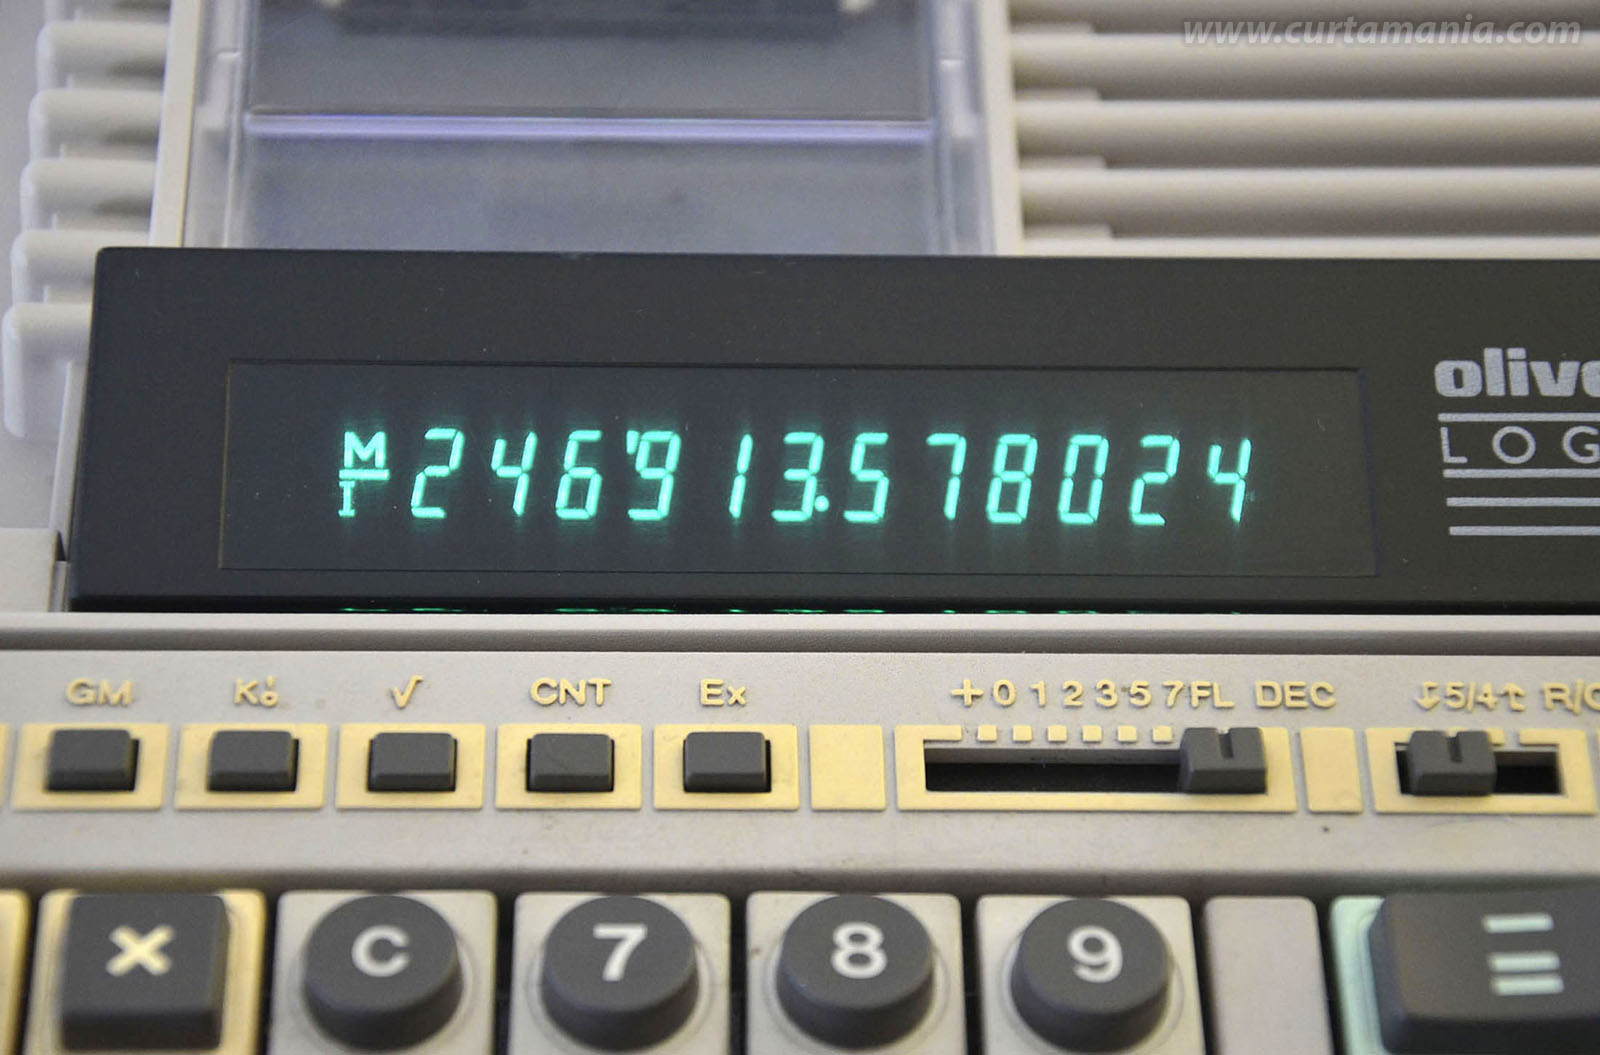 www.curtamania.com
olive
LOG
M
I
246'913.578024
GM K♩ √ CNT Ex +0 1 2 3 5 7 FL DEC 5/4 R/C
× C 7 8 9 =